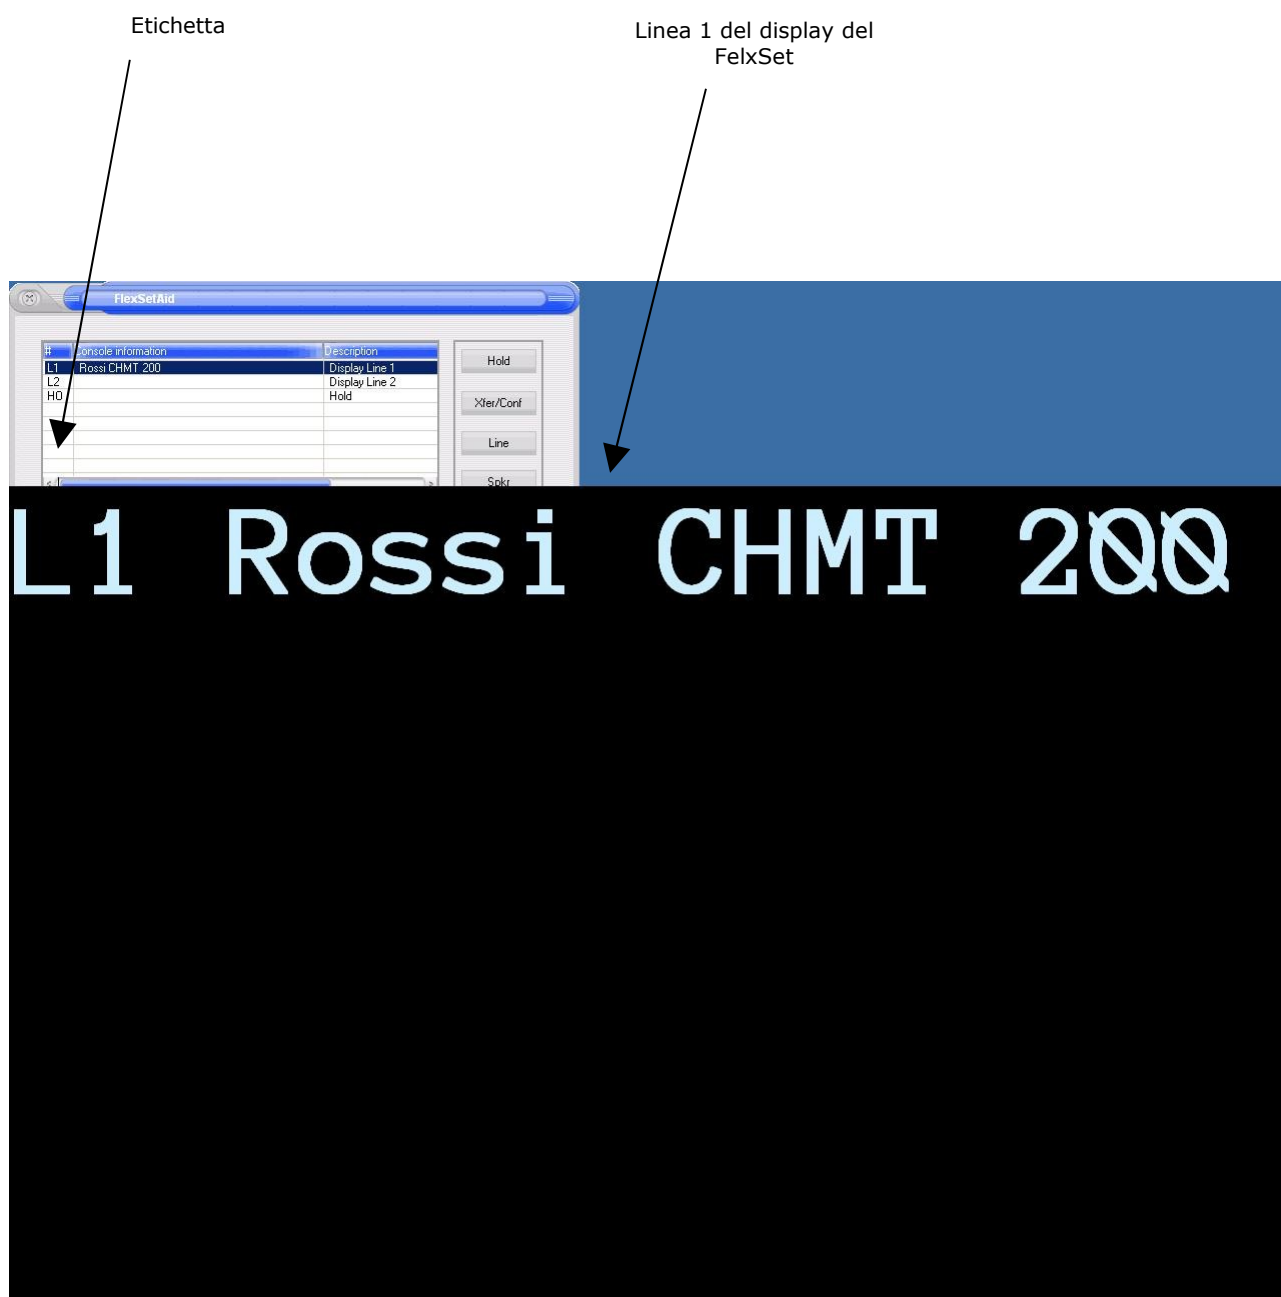 Etichetta
Linea 1 del display del
FelxSet
FlexSetAid
# Console information Description
L1 Rossi CHMT 200 Display Line 1
L2 Display Line 2
HO Hold
Hold
Xfer/Conf
Line
Spkr
L1 Rossi CHMT 200